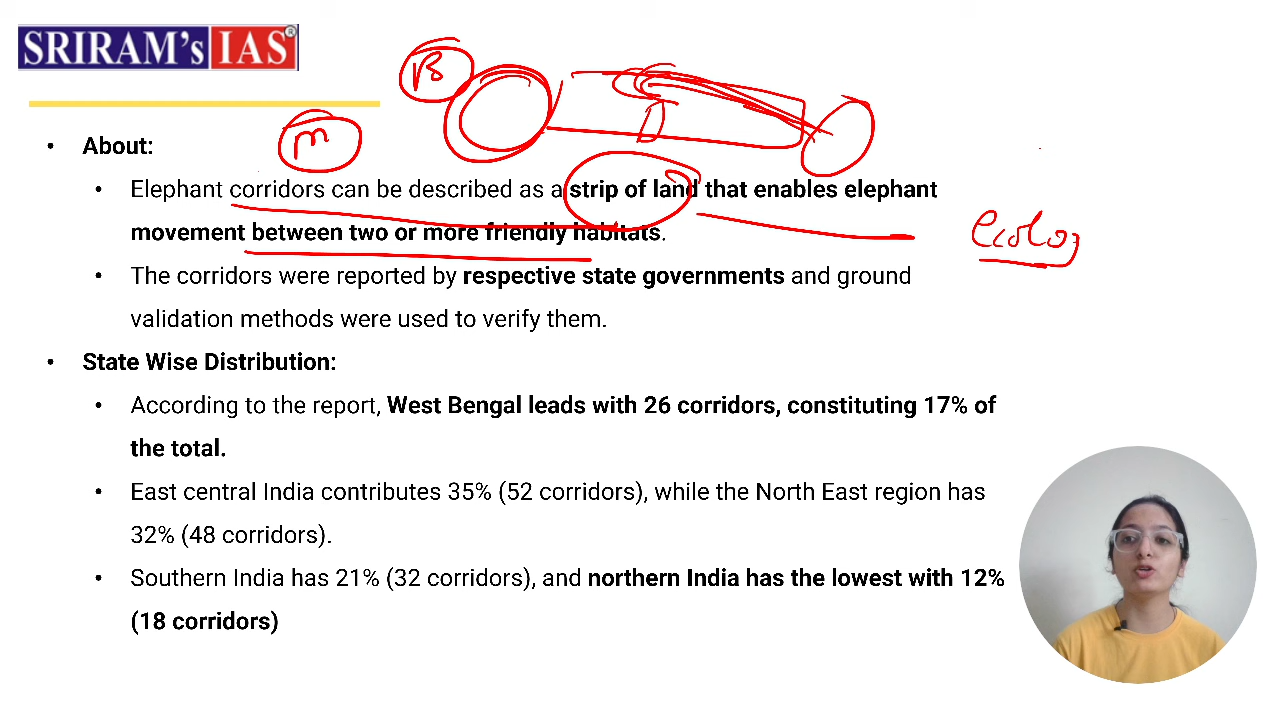 SRIRAM's IAS®
B
m
D
About:
Elephant corridors can be described as a strip of land that enables elephant
movement between two or more friendly habitats.
ecolog
The corridors were reported by respective state governments and ground
validation methods were used to verify them.
State Wise Distribution:
According to the report, West Bengal leads with 26 corridors, constituting 17% of
the total.
East central India contributes 35% (52 corridors), while the North East region has
32% (48 corridors).
Southern India has 21% (32 corridors), and northern India has the lowest with 12%
(18 corridors)